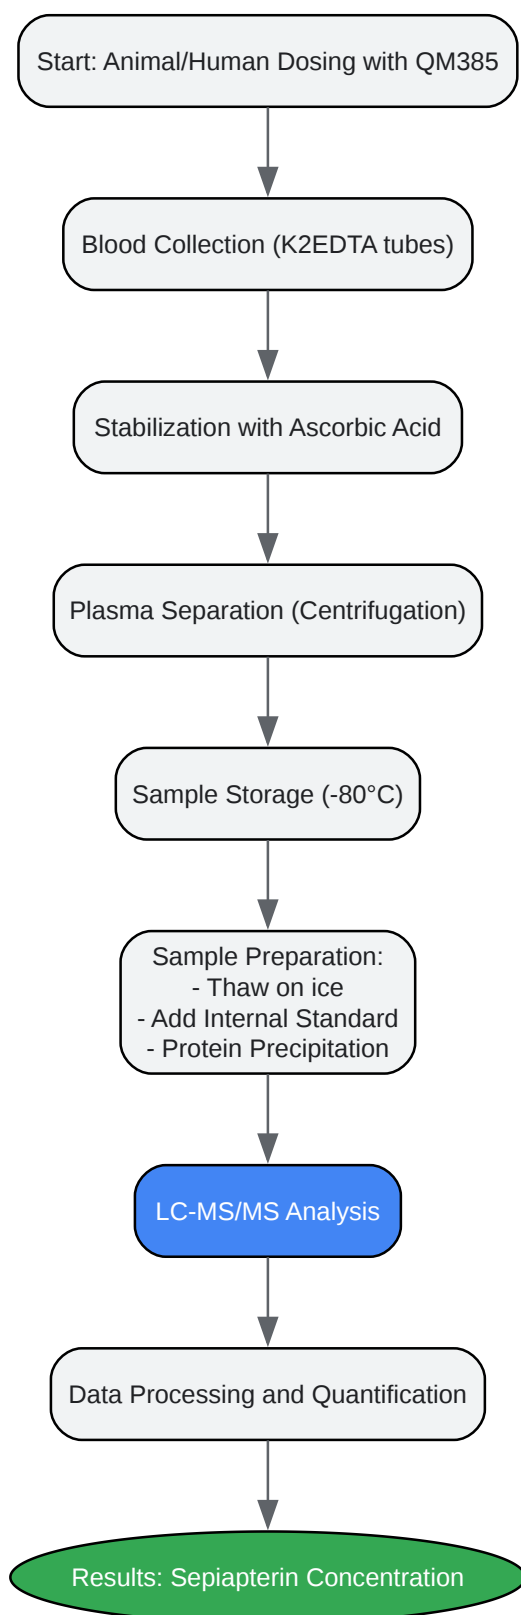 Start: Animal/Human Dosing with QM385
Blood Collection (K2EDTA tubes)
Stabilization with Ascorbic Acid
Plasma Separation (Centrifugation)
Sample Storage (-80°C)
Sample Preparation:
- Thaw on ice
- Add Internal Standard
- Protein Precipitation
LC-MS/MS Analysis
Data Processing and Quantification
Results: Sepiapterin Concentration